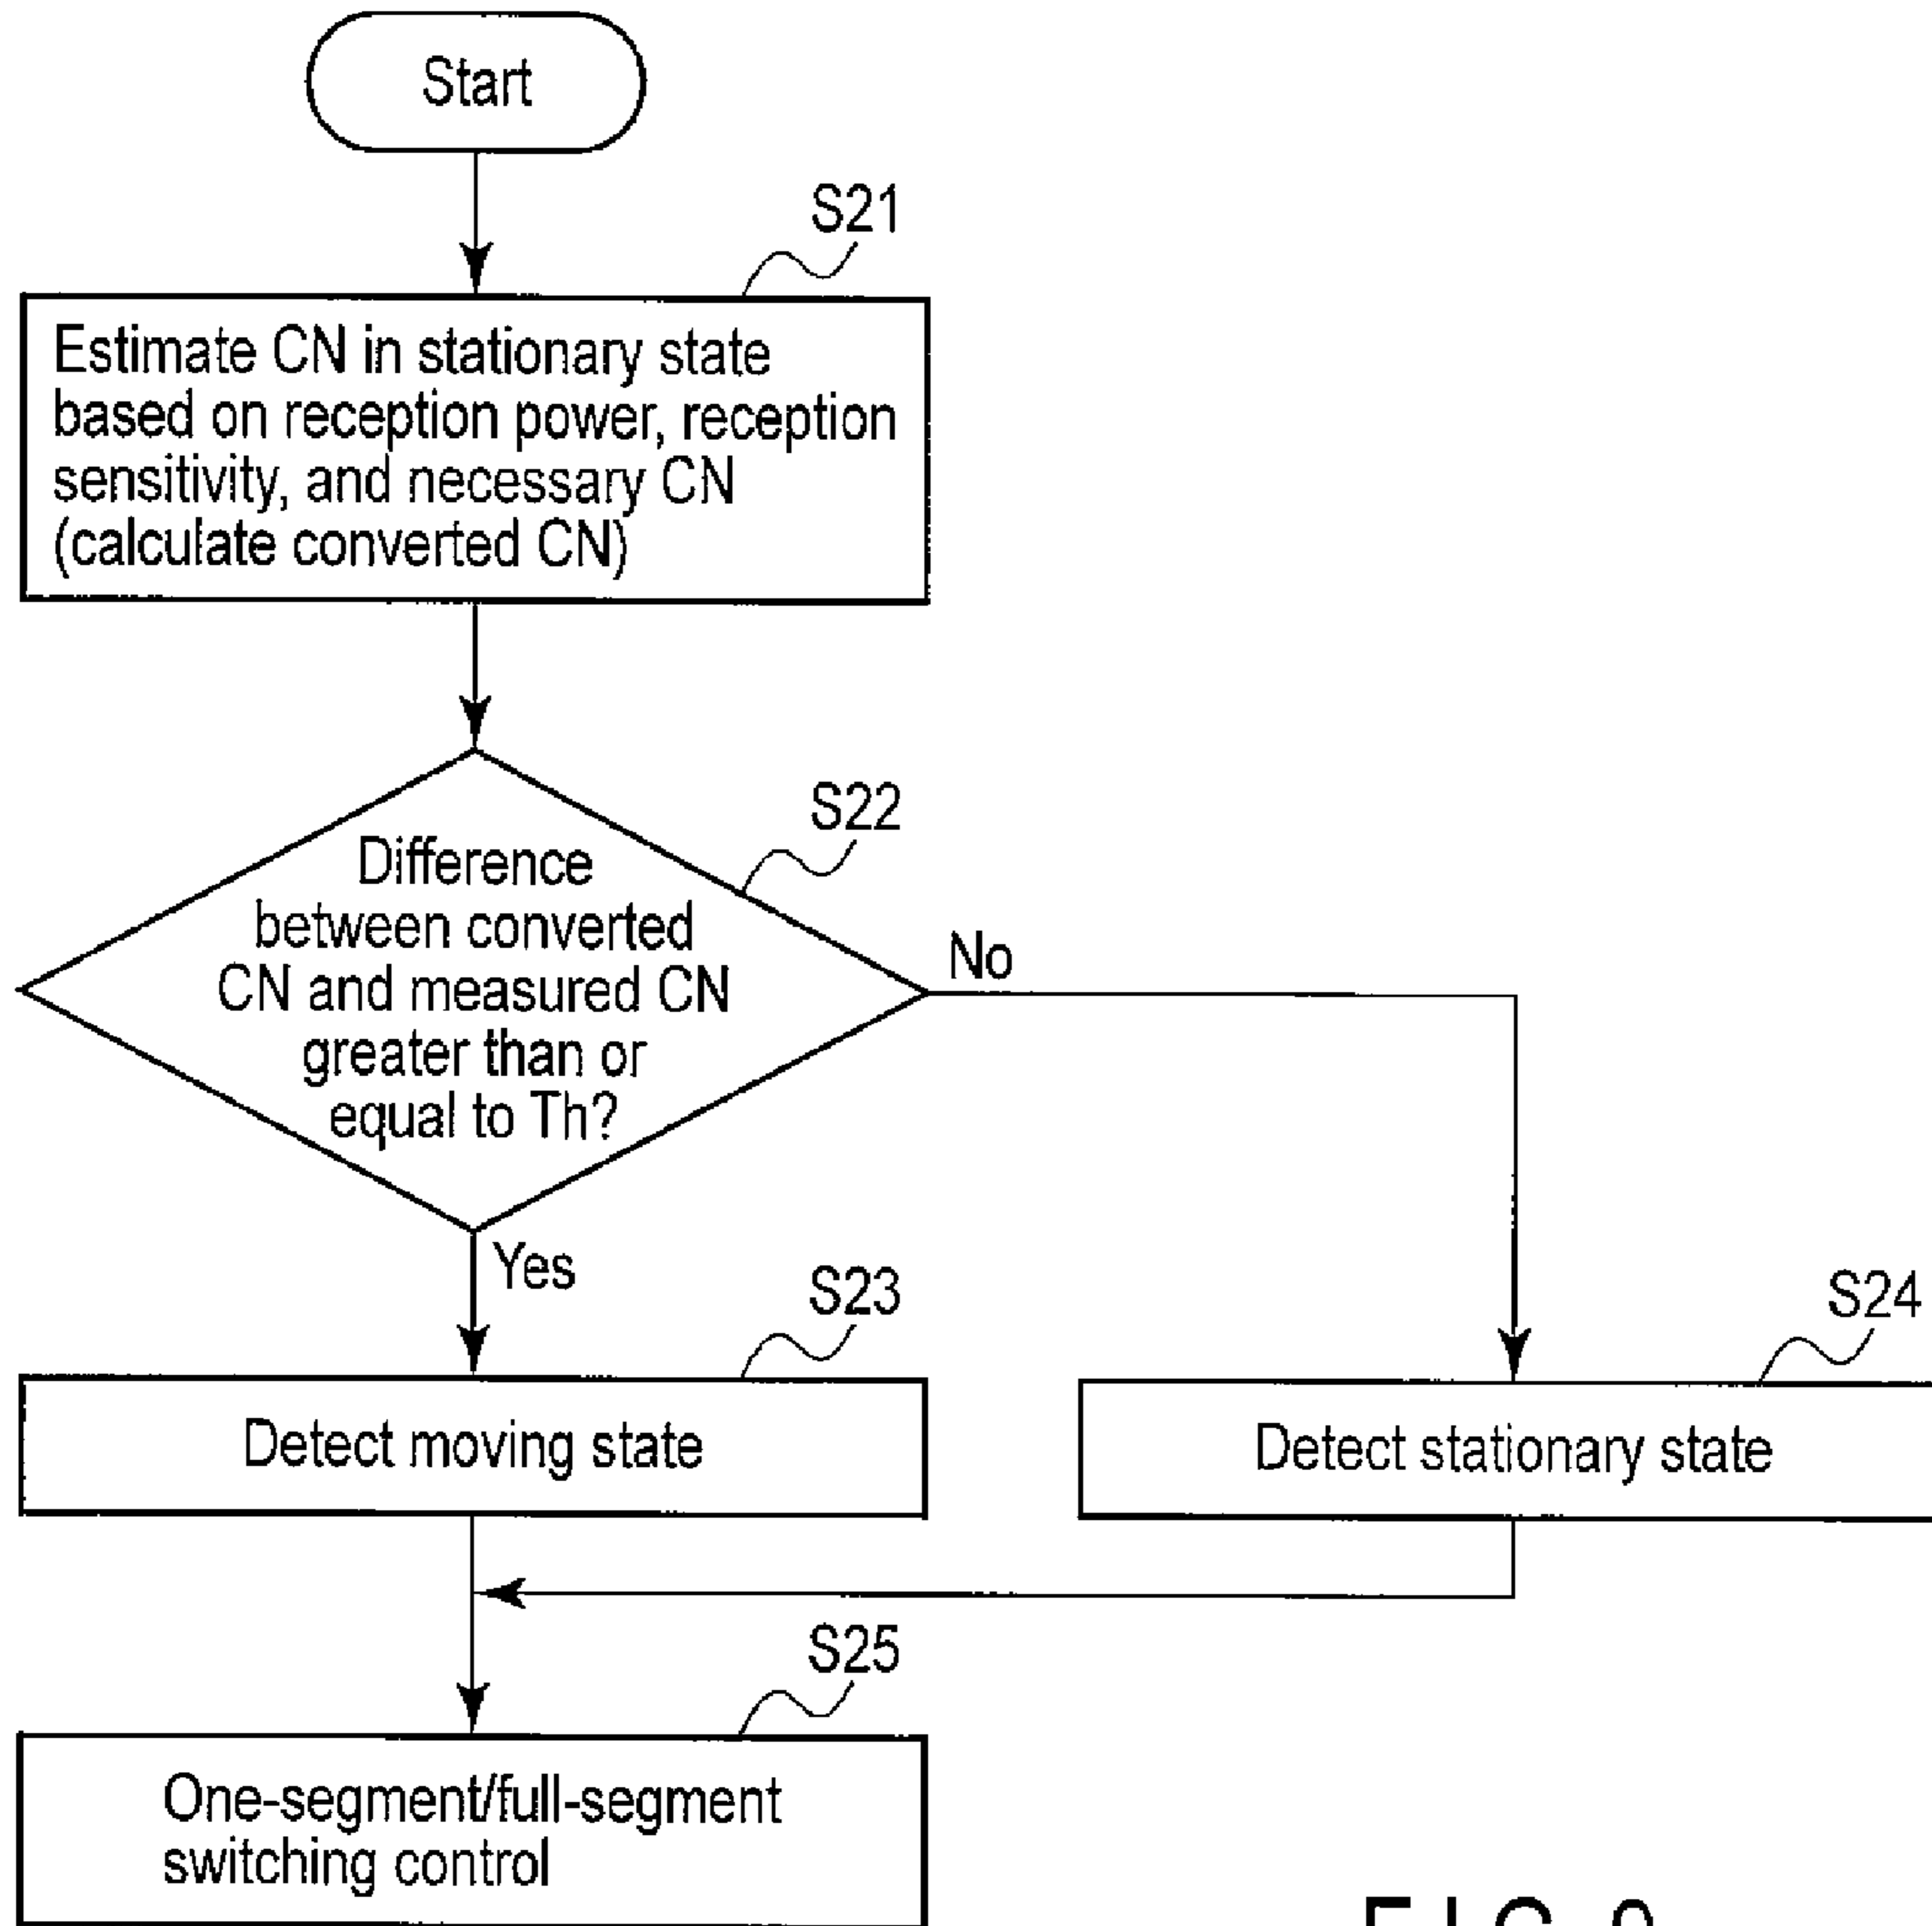 Start
S21
Estimate CN in stationary state
based on reception power, reception
sensitivity, and necessary CN
(calculate converted CN)
S22
Difference
between converted
CN and measured CN
greater than or
equal to Th?
No
Yes
S23
Detect moving state
S24
Detect stationary state
S25
One-segment/full-segment
switching control
FIG.